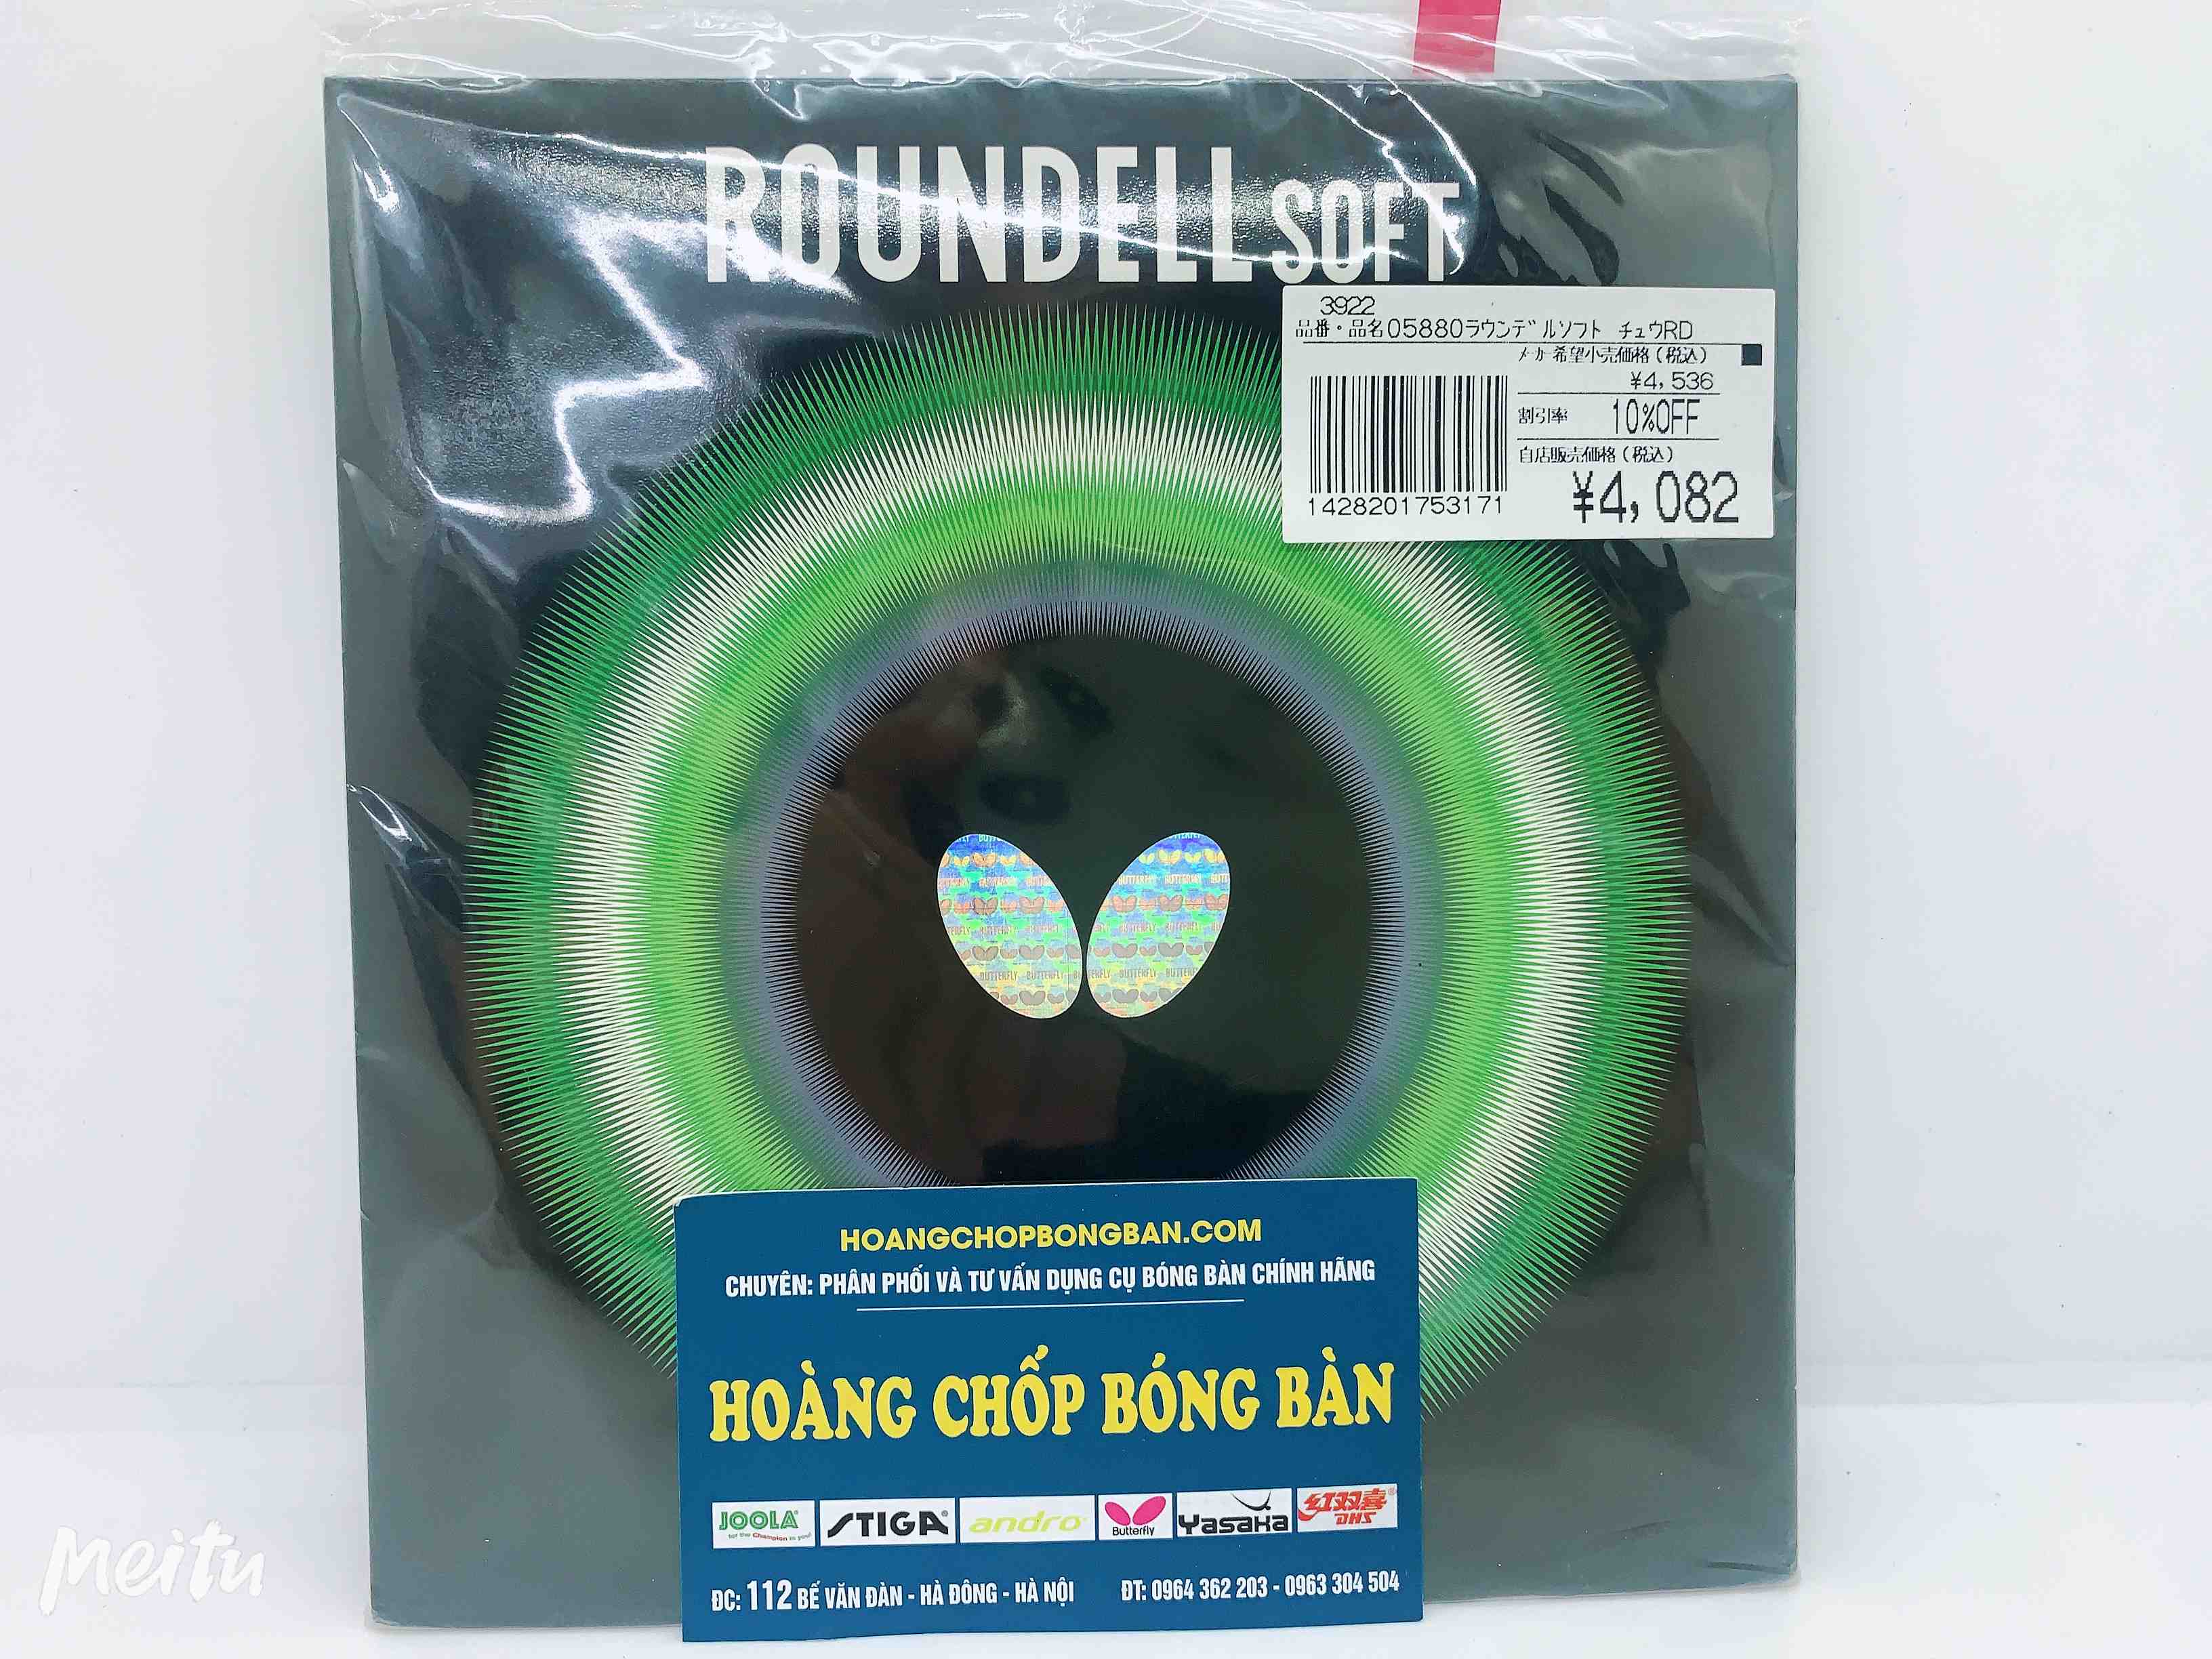 ROUNDELL SOFT
3922
品番・品名05880ラウンデルソフト チュウRD
メーカー希望小売価格(税込)
¥4,536
割引率 10%OFF
自店販売価格(税込)
¥4,082
1428201753171
HOANGCHOPBONGBAN.COM
CHUYÊN: PHÂN PHỐI VÀ TƯ VẤN DỤNG CỤ BÓNG BÀN CHÍNH HÃNG
HOÀNG CHỐP BÓNG BÀN
JOOLA STIGA andro Butterfly Yasaka 红双喜 DHS
for the Champion in you!
ĐC: 112 BẾ VĂN ĐÀN - HÀ ĐÔNG - HÀ NỘI ĐT: 0964 362 203 - 0963 304 504
Meitu